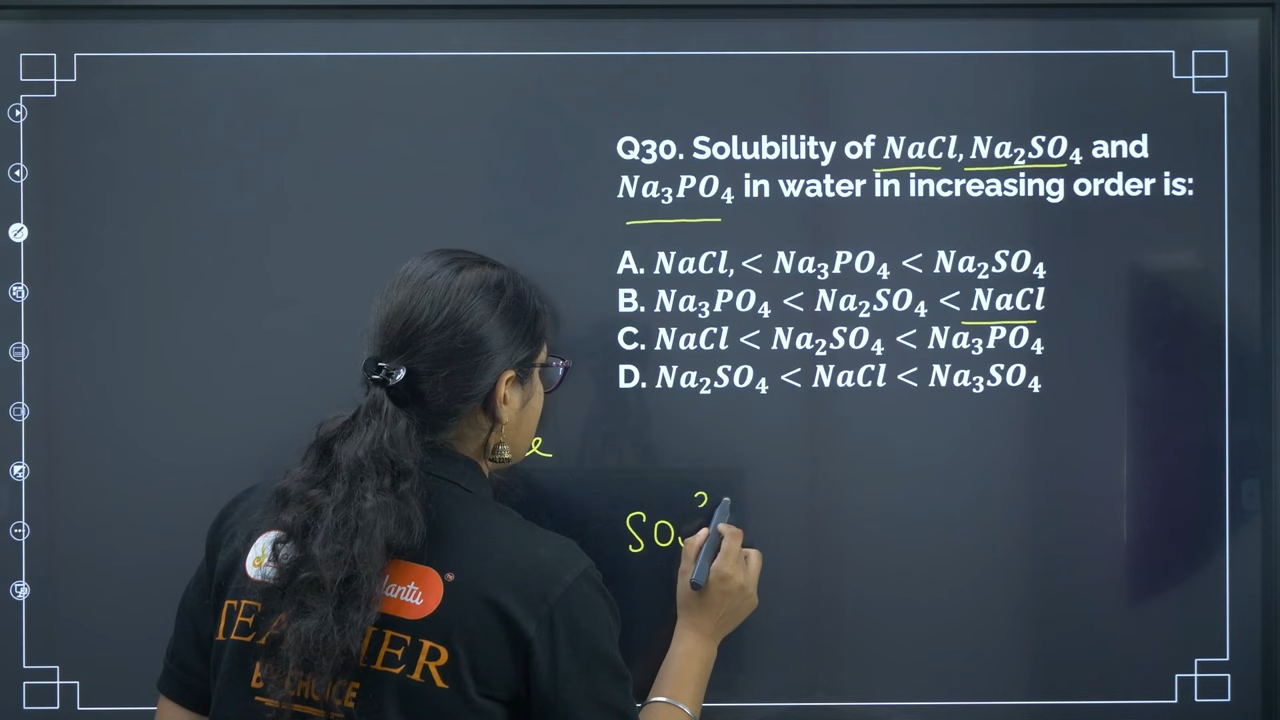 Q30. Solubility of NaCl, Na₂SO₄ and
Na₃PO₄ in water in increasing order is:
A. NaCl, < Na₃PO₄ < Na₂SO₄
B. Na₃PO₄ < Na₂SO₄ < NaCl
C. NaCl < Na₂SO₄ < Na₃PO₄
D. Na₂SO₄ < NaCl < Na₃SO₄
SO